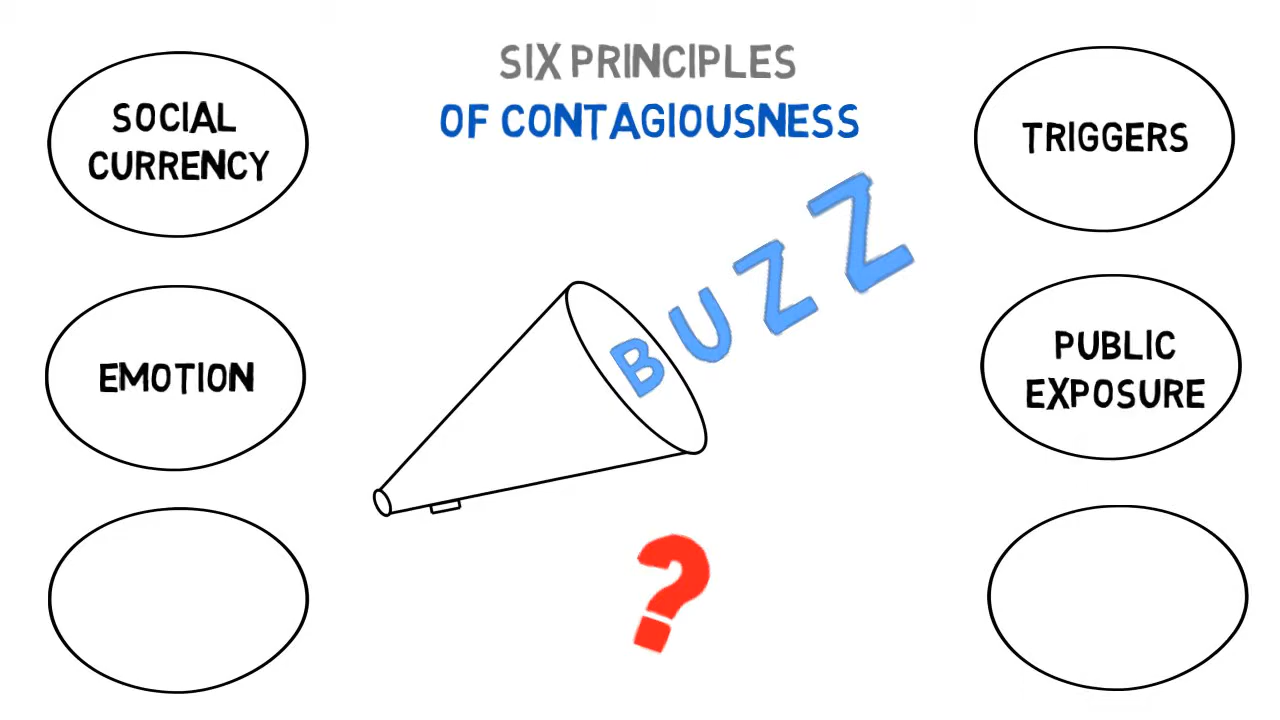 SIX PRINCIPLES
OF CONTAGIOUSNESS
SOCIAL
CURRENCY
TRIGGERS
BUZZ
EMOTION
PUBLIC
EXPOSURE
?